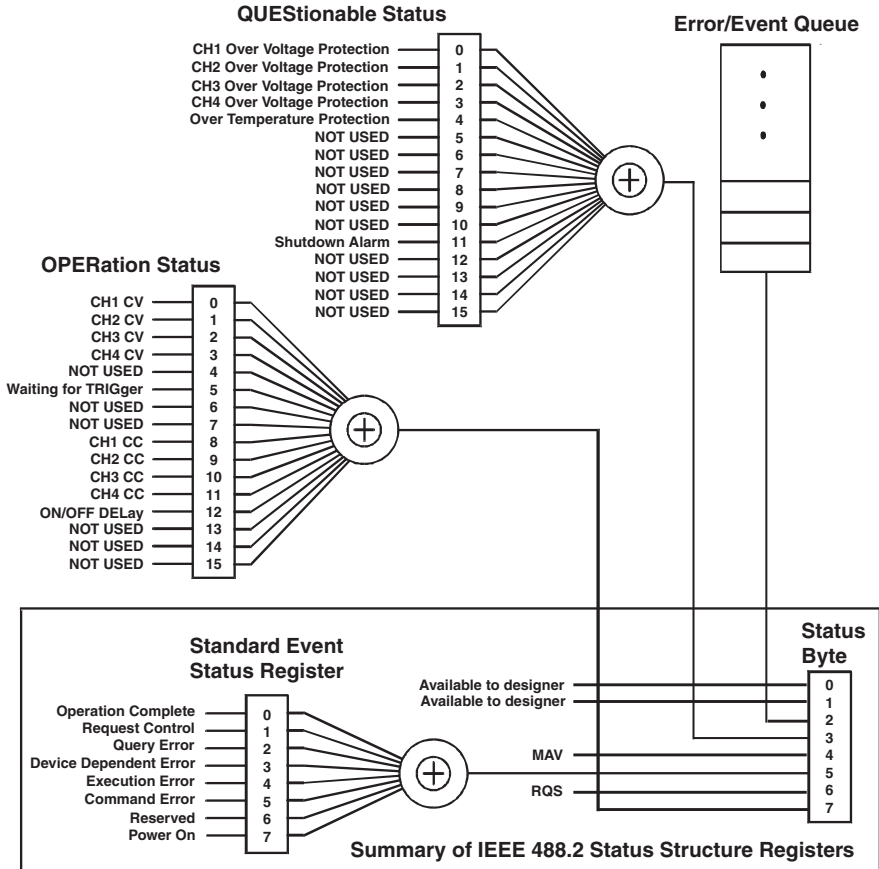 QUEStionable Status
CH1 Over Voltage Protection 0
CH2 Over Voltage Protection 1
CH3 Over Voltage Protection 2
CH4 Over Voltage Protection 3
Over Temperature Protection 4
NOT USED 5
NOT USED 6
NOT USED 7
NOT USED 8
NOT USED 9
NOT USED 10
Shutdown Alarm 11
NOT USED 12
NOT USED 13
NOT USED 14
NOT USED 15
Error/Event Queue
OPERation Status
CH1 CV 0
CH2 CV 1
CH3 CV 2
CH4 CV 3
NOT USED 4
Waiting for TRIGger 5
NOT USED 6
NOT USED 7
CH1 CC 8
CH2 CC 9
CH3 CC 10
CH4 CC 11
ON/OFF DELay 12
NOT USED 13
NOT USED 14
NOT USED 15
Standard Event
Status Register
Operation Complete 0
Request Control 1
Query Error 2
Device Dependent Error 3
Execution Error 4
Command Error 5
Reserved 6
Power On 7
Status
Byte
Available to designer 0
Available to designer 1
2
3
MAV 4
5
RQS 6
7
Summary of IEEE 488.2 Status Structure Registers